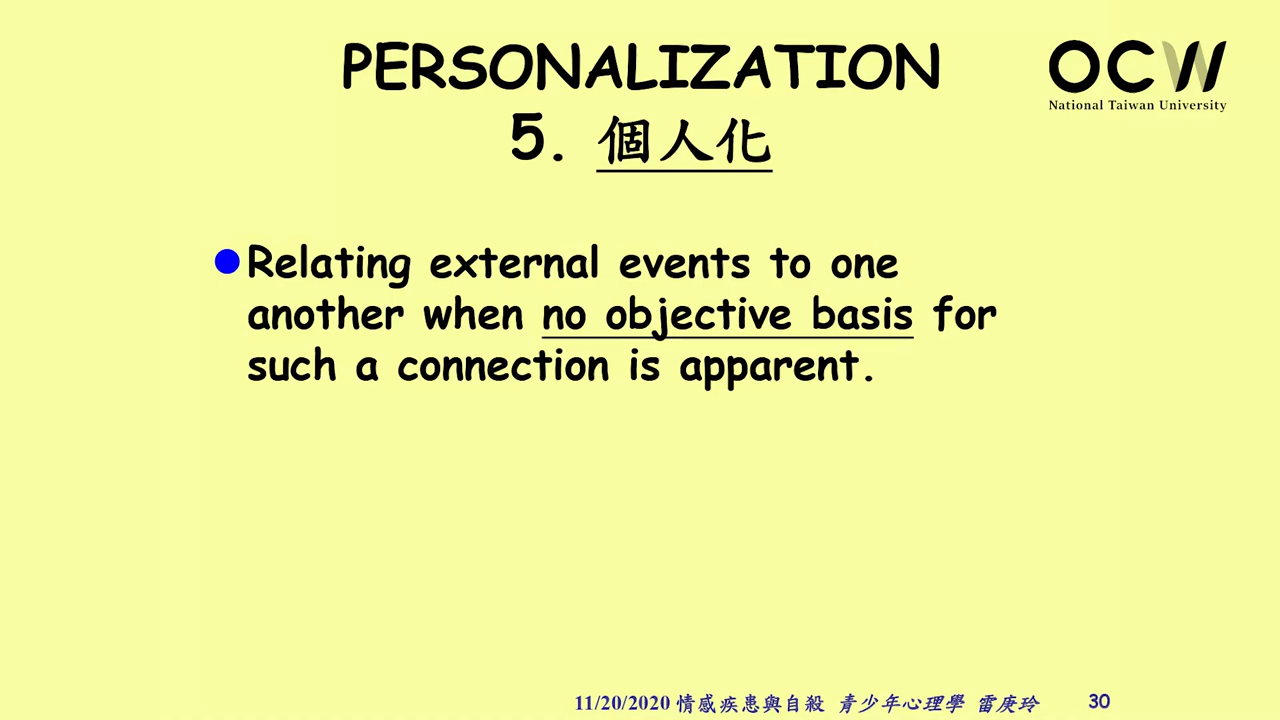 PERSONALIZATION
5. 個人化
OCW
National Taiwan University
Relating external events to one
another when no objective basis for
such a connection is apparent.
11/20/2020 情感疾患與自殺 青少年心理學 雷庚玲 30